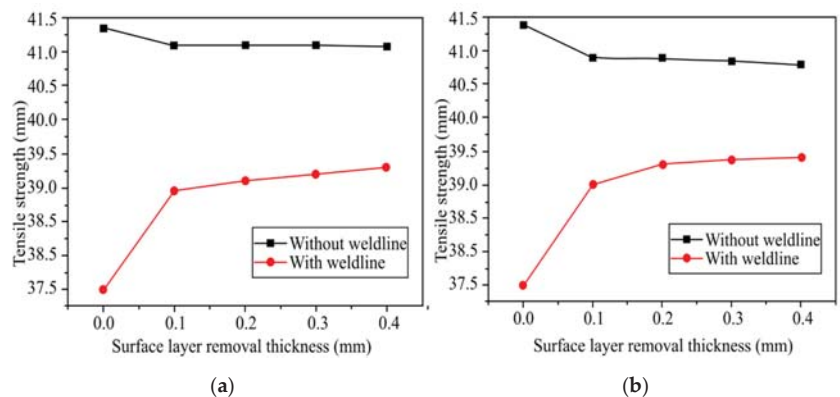 41.5
41.0
41.0
40.0
39.5
39.0
38.5
38.5
37.5
Tensile strength (mm)
Without weldline
With weldline
0.0 0.1 0.2 0.3 0.4
Surface layer removal thickness (mm)
(a)
41.5
41.0
41.0
40.0
39.5
39.0
38.5
38.5
37.5
Tensile strength (mm)
Without weldline
With weldline
0.0 0.1 0.2 0.3 0.4
Surface layer removal thickness (mm)
(b)